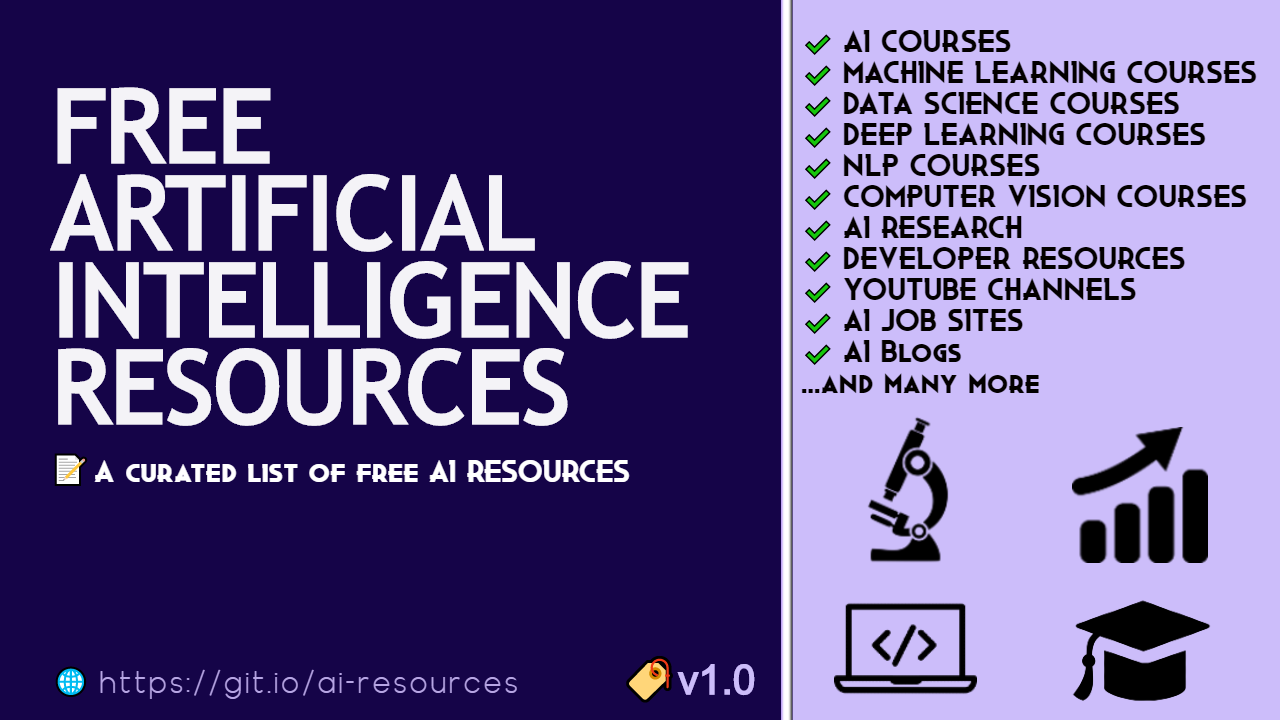 FREE
ARTIFICIAL
INTELLIGENCE
RESOURCES
A CURATED LIST OF FREE AI RESOURCES
https://git.io/ai-resources
v1.0
AI COURSES
MACHINE LEARNING COURSES
DATA SCIENCE COURSES
DEEP LEARNING COURSES
NLP COURSES
COMPUTER VISION COURSES
AI RESEARCH
DEVELOPER RESOURCES
YOUTUBE CHANNELS
AI JOB SITES
AI BLOGS
...AND MANY MORE
</>